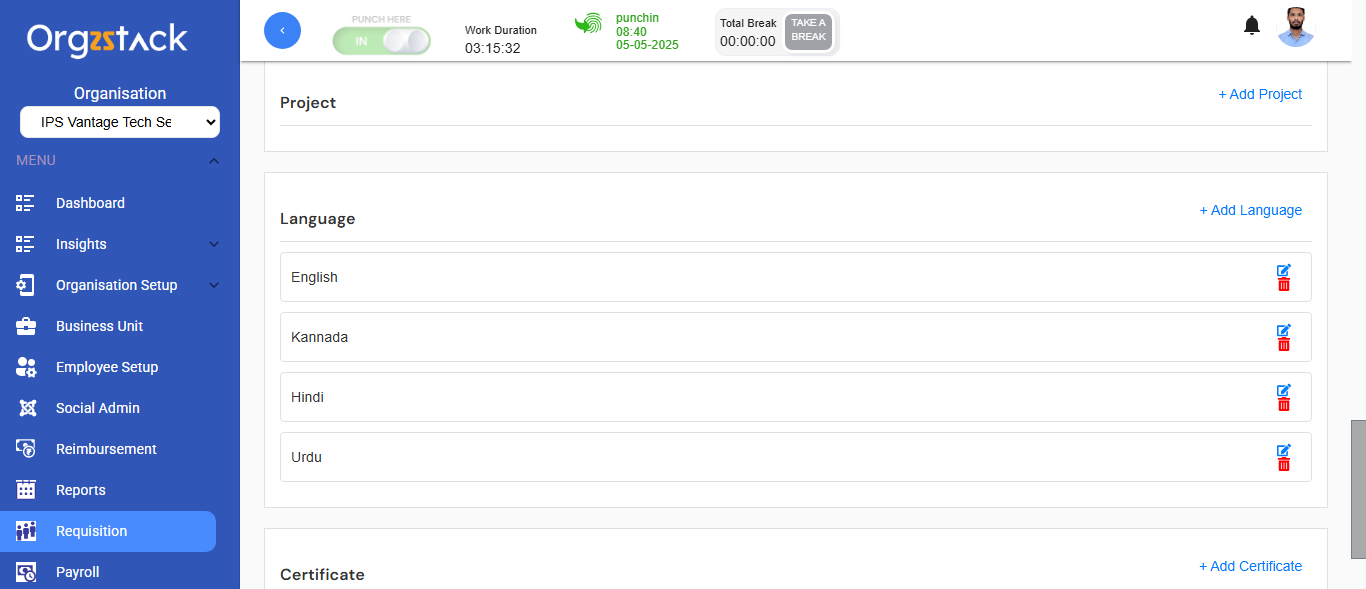 Orgzstack
Organisation
IPS Vantage Tech Se
MENU
Dashboard
Insights
Organisation Setup
Business Unit
Employee Setup
Social Admin
Reimbursement
Reports
Requisition
Payroll
PUNCH HERE
IN
Work Duration
03:15:32
punchin
08:40
05-05-2025
Total Break
00:00:00
TAKE A
BREAK
Project
+ Add Project
Language
+ Add Language
English
Kannada
Hindi
Urdu
Certificate
+ Add Certificate